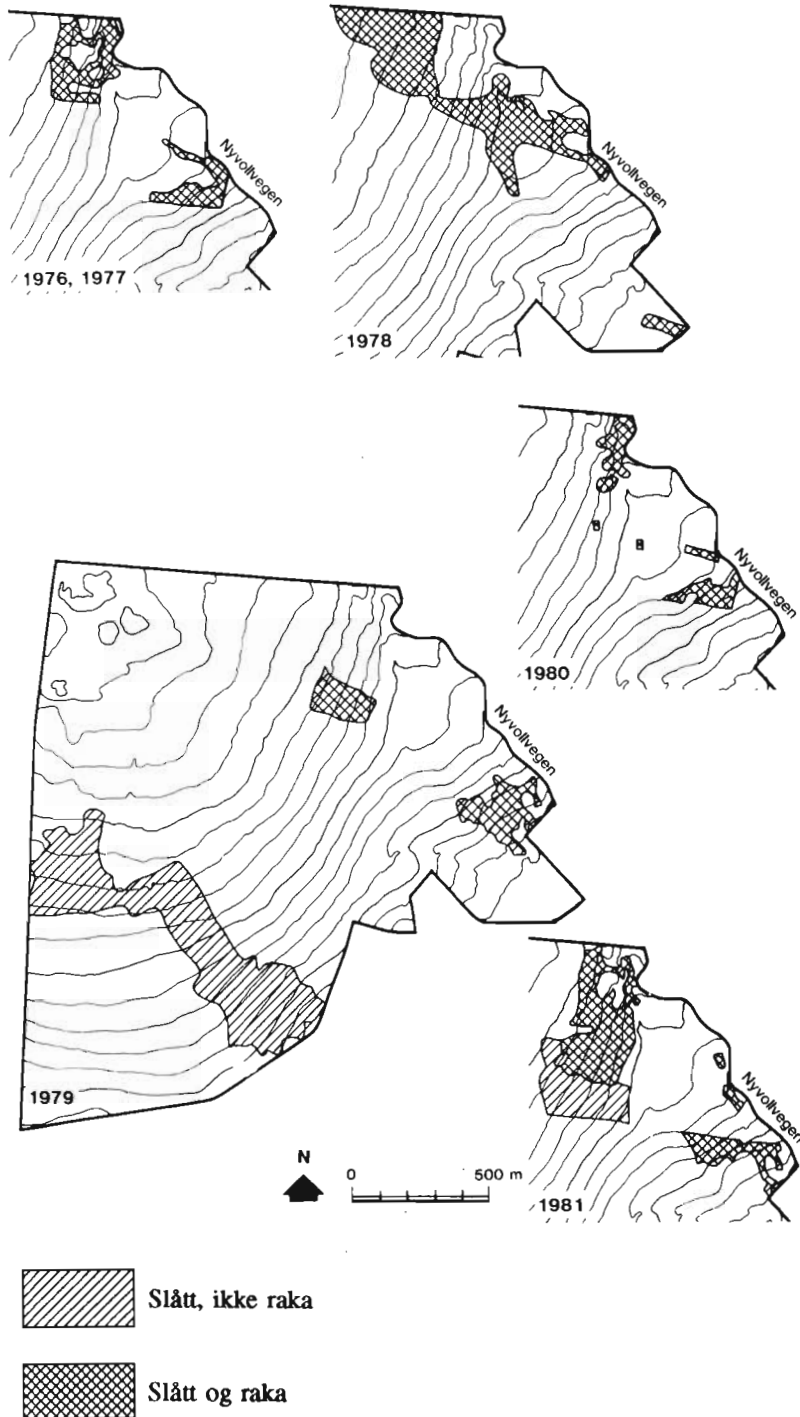 Nyvollvegen
1976, 1977
Nyvollvegen
1978
Nyvollvegen
1980
Nyvollvegen
1979
Nyvollvegen
1981
N
0 500 m
Slått, ikke raka
Slått og raka